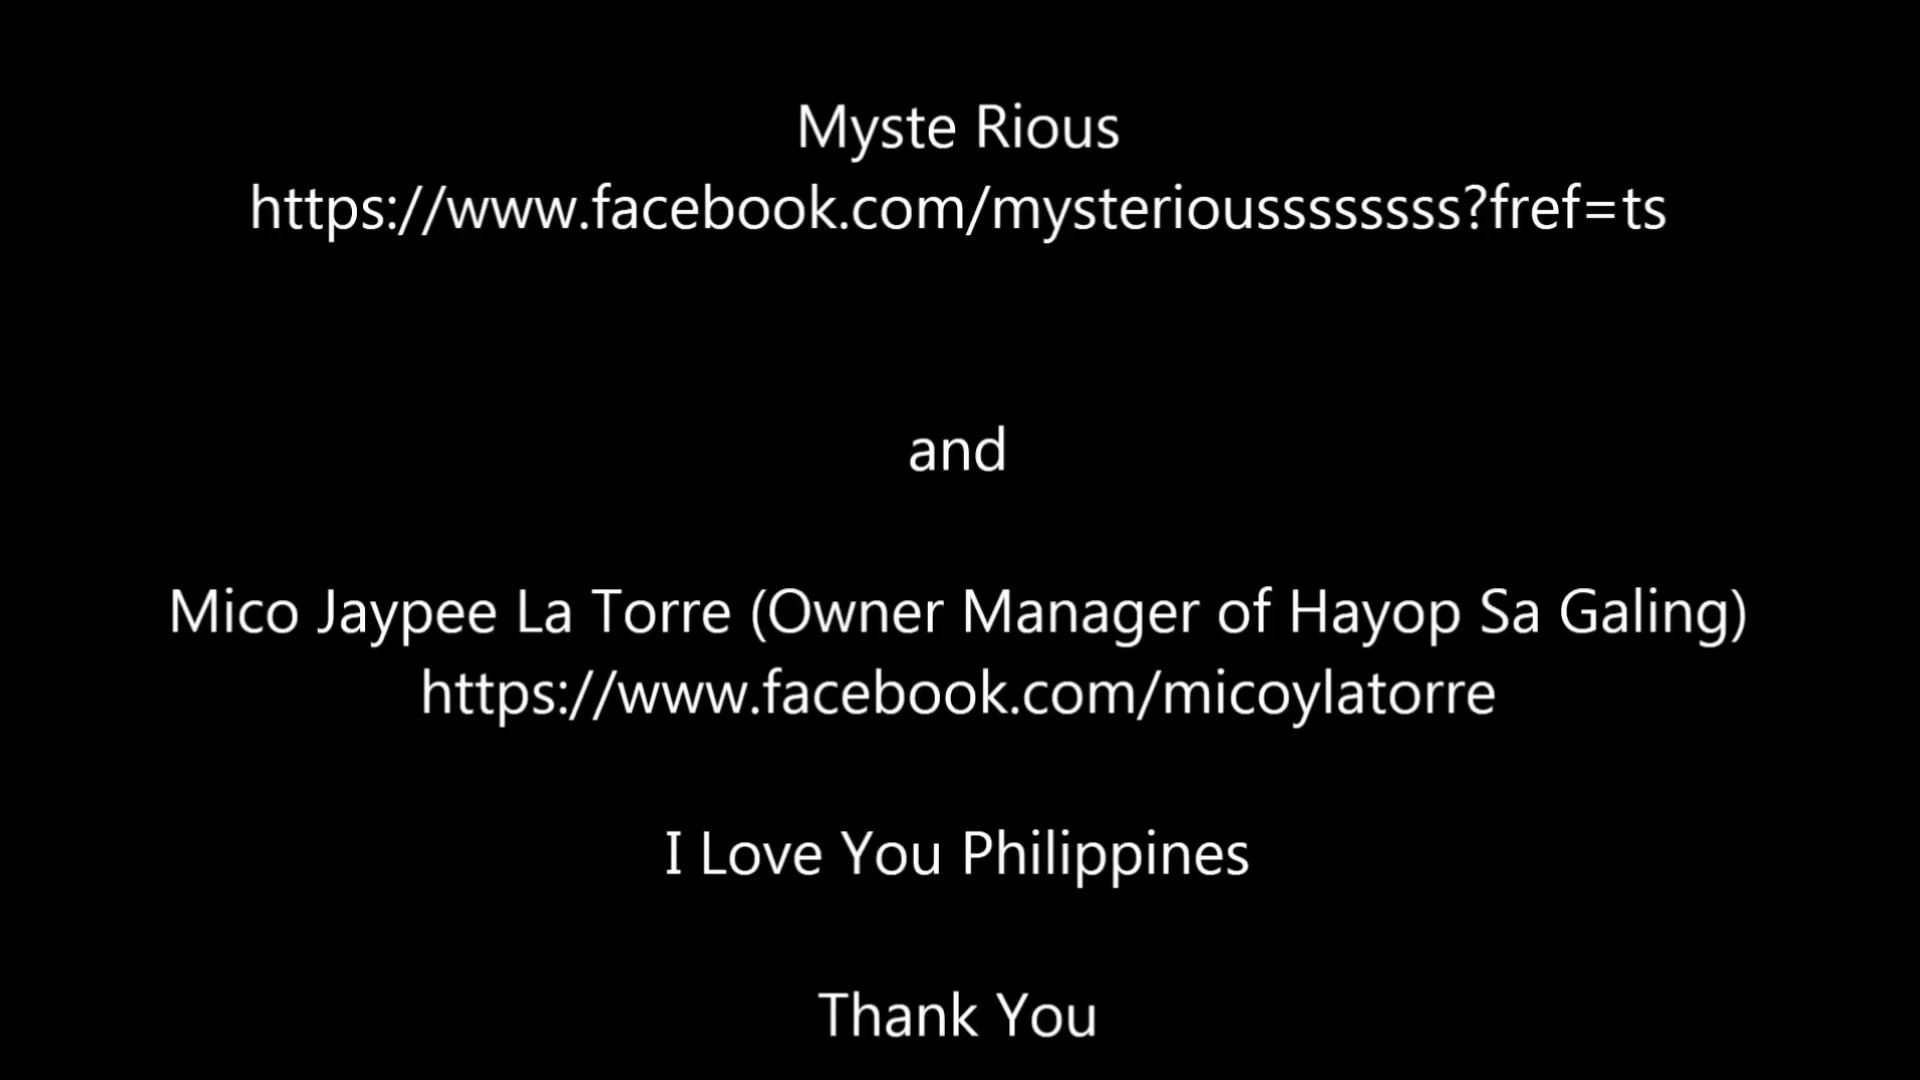 Myste Rious
https://www.facebook.com/mysterioussssssss?fref=ts
and
Mico Jaypee La Torre (Owner Manager of Hayop Sa Galing)
https://www.facebook.com/micoylatorre
I Love You Philippines
Thank You